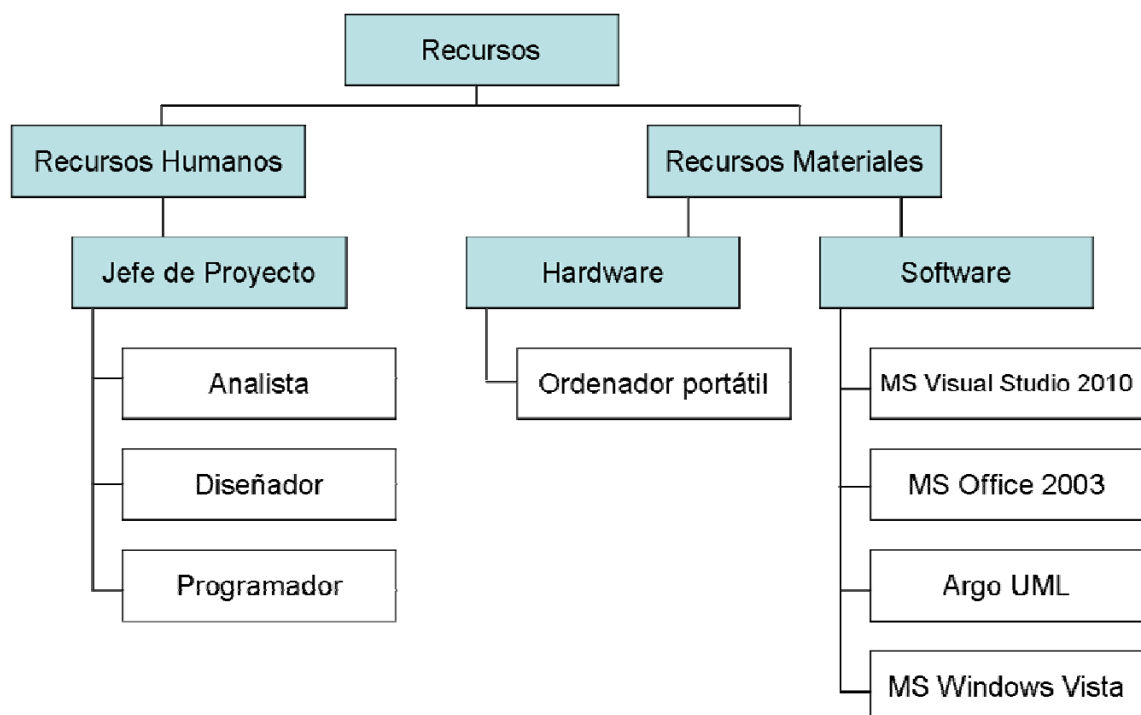 Recursos
Recursos Humanos
Recursos Materiales
Jefe de Proyecto
Hardware
Software
Analista
Ordenador portátil
MS Visual Studio 2010
Diseñador
MS Office 2003
Programador
Argo UML
MS Windows Vista